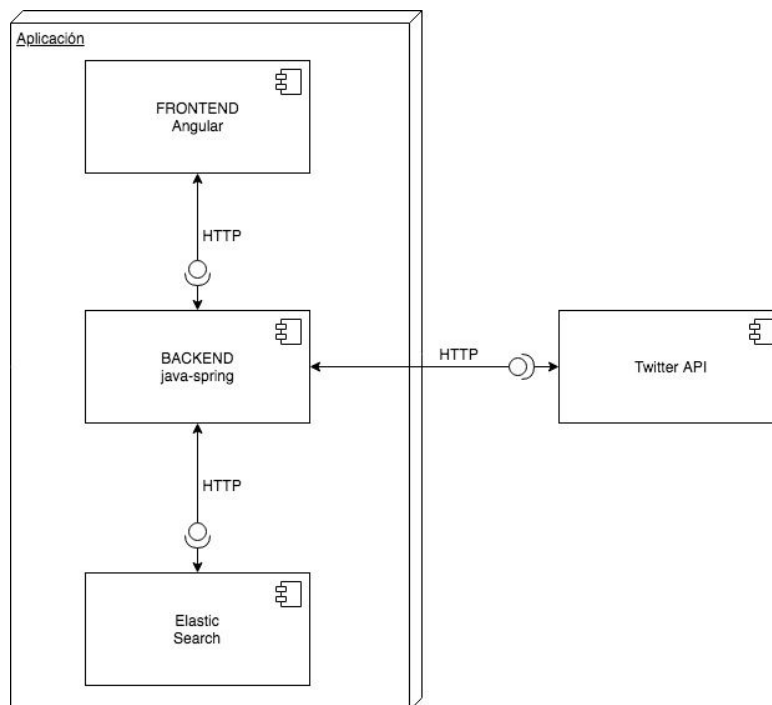 Aplicación
FRONTEND
Angular
HTTP
BACKEND
java-spring
HTTP
Twitter API
HTTP
Elastic
Search